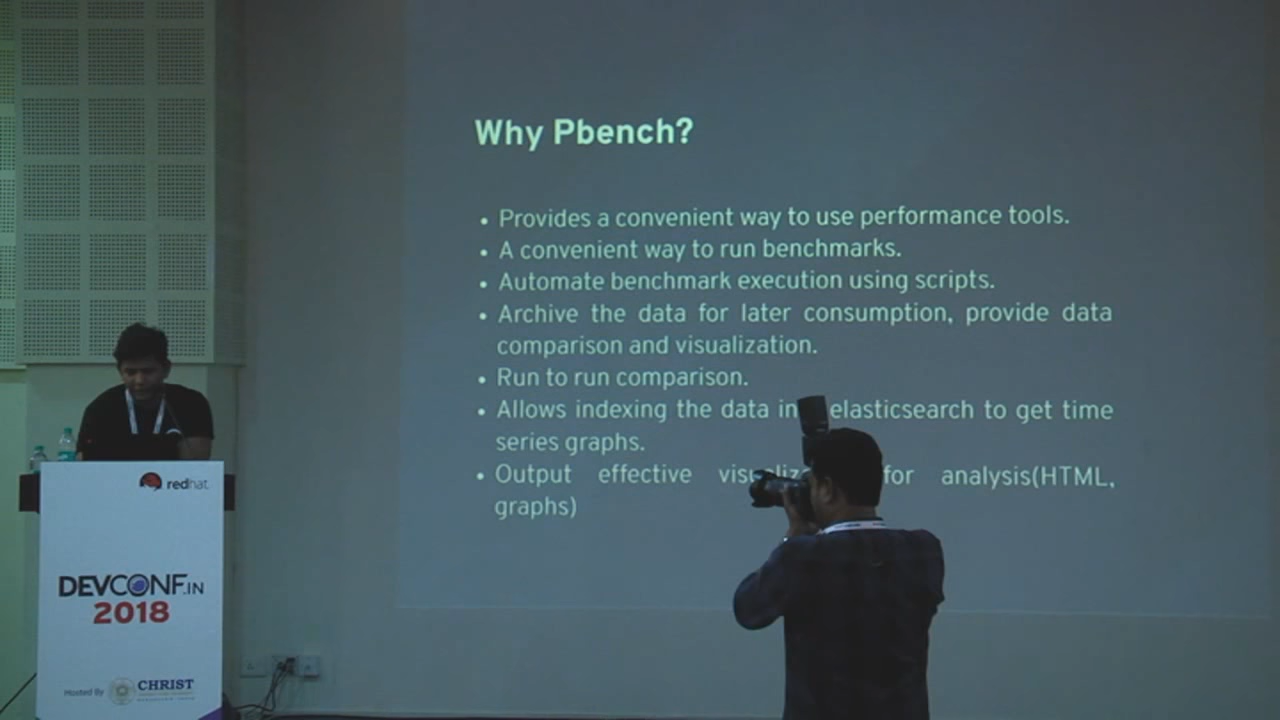 Why Pbench?
• Provides a convenient way to use performance tools.
• A convenient way to run benchmarks.
• Automate benchmark execution using scripts.
• Archive the data for later consumption, provide data
comparison and visualization.
• Run to run comparison.
• Allows indexing the data in elasticsearch to get time
series graphs.
• Output effective for analysis(HTML,
graphs)
redhat.
DEVCONF.IN
2018
Hosted By CHRIST